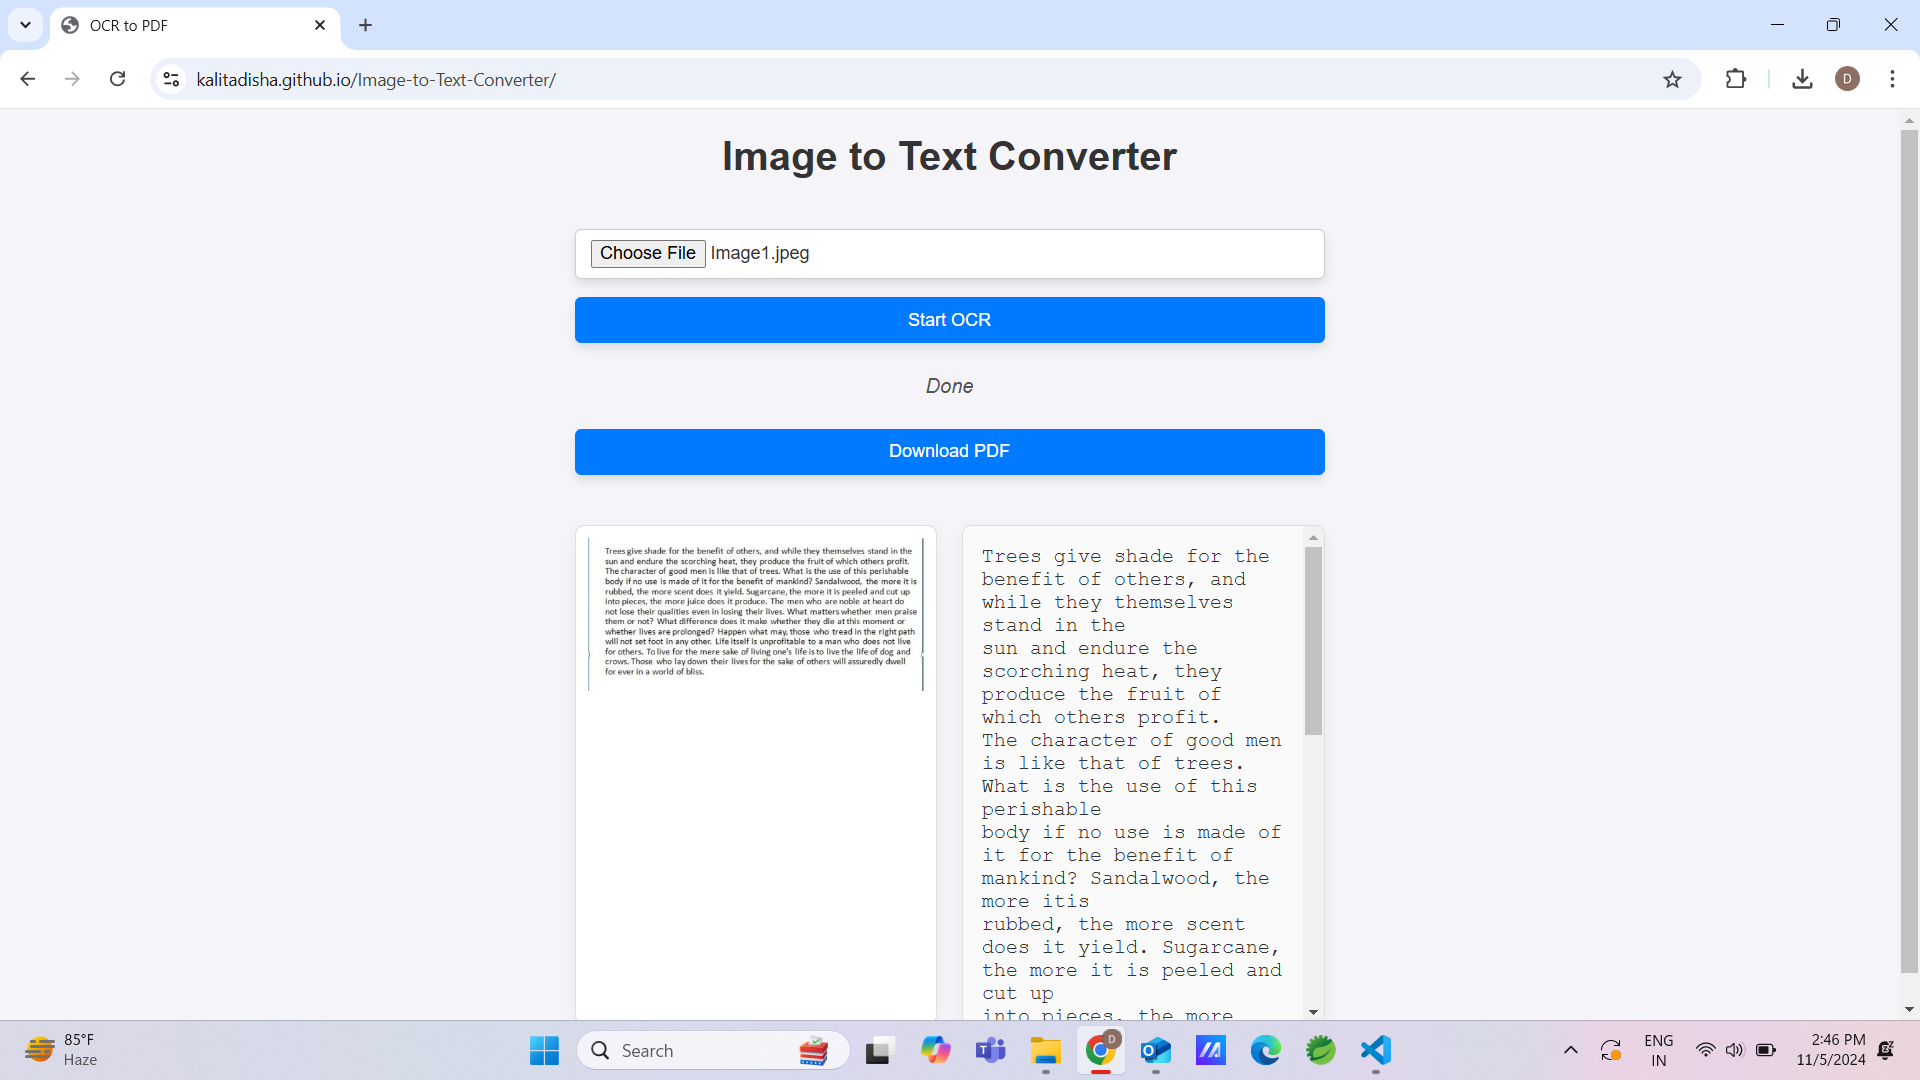 OCR to PDF
kalitadisha.github.io/Image-to-Text-Converter/
D
Image to Text Converter
Choose File Image1.jpeg
Start OCR
Done
Download PDF
Trees give shade for the benefit of others, and while they themselves stand in the
sun and endure the scorching heat, they produce the fruit of which others profit.
The character of good men is like that of trees. What is the use of this perishable
body if no use is made of it for the benefit of mankind? Sandalwood, the more it is
rubbed, the more scent does it yield. Sugarcane, the more it is peeled and cut up
into pieces, the more juice does it produce. The men who are noble at heart do
not lose their qualities even in losing their lives. What matters whether men praise
them or not? What difference does it make whether they die at this moment or
whether lives are prolonged? Happen what may, those who tread in the right path
will not set foot in any other. Life itself is unprofitable to a man who does not live
for others. To live for the mere sake of living one's life is to live the life of dog and
crows. Those who lay down their lives for the sake of others will assuredly dwell
for ever in a world of bliss.
Trees give shade for the
benefit of others, and
while they themselves
stand in the
sun and endure the
scorching heat, they
produce the fruit of
which others profit.
The character of good men
is like that of trees.
What is the use of this
perishable
body if no use is made of
it for the benefit of
mankind? Sandalwood, the
more itis
rubbed, the more scent
does it yield. Sugarcane,
the more it is peeled and
cut up
into pieces, the more
85°F
Haze
Search
D
ENG
IN
2:46 PM
11/5/2024